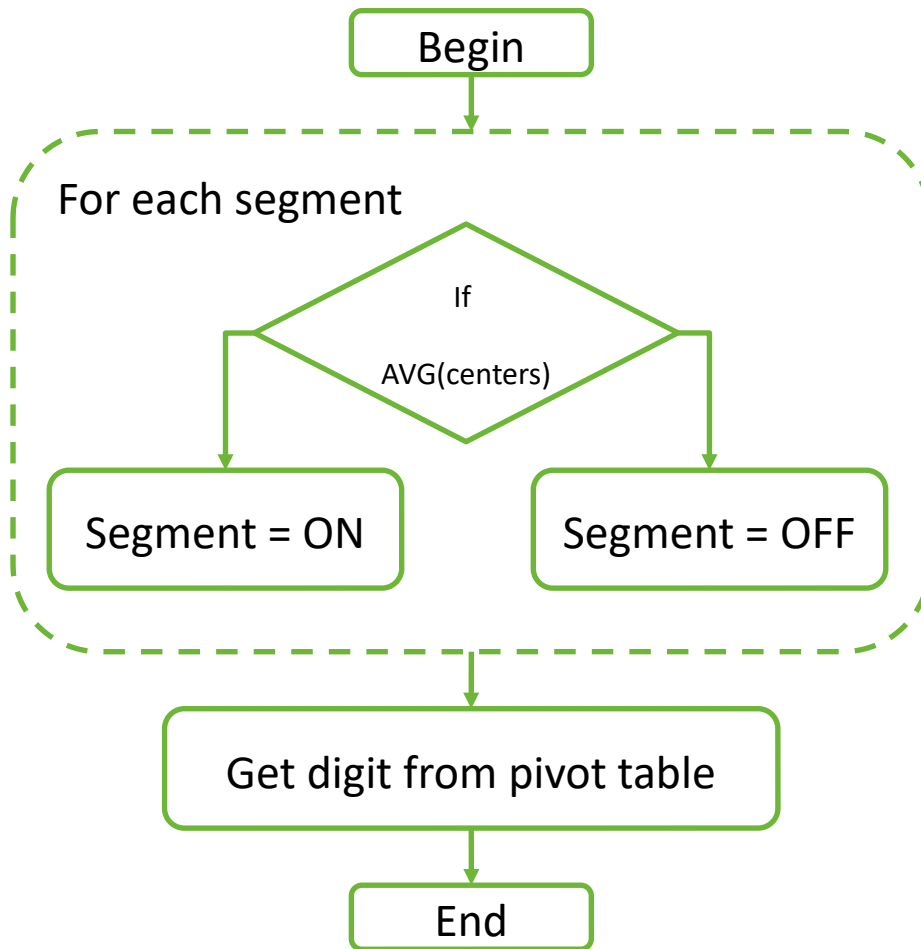 Begin
For each segment
If
AVG(centers)
Segment = ON
Segment = OFF
Get digit from pivot table
End